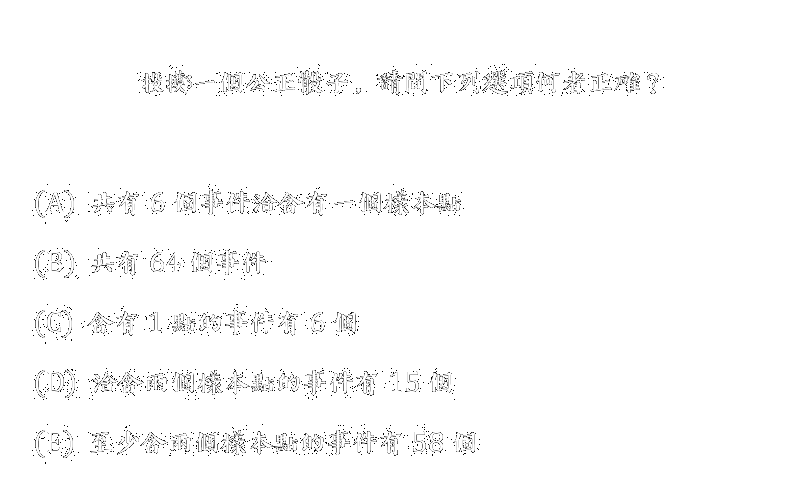 投擲一個公正骰子。請問下列選項何者正確？
(A) 共有 6 個事件恰含有一個樣本點
(B) 共有 64 個事件
(C) 含有 1 點的事件有 6 個
(D) 恰含兩個樣本點的事件有 15 個
(E) 至少含兩個樣本點的事件有 58 個